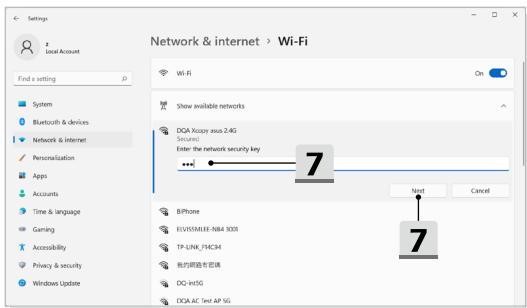 Settings
z
Local Account
Find a setting
System
Bluetooth & devices
Network & internet
Personalization
Apps
Accounts
Time & language
Gaming
Accessibility
Privacy & security
Windows Update
Network & internet > Wi-Fi
Wi-Fi
On
Show available networks
DQA Xcopy asus 2.4G
Secured
Enter the network security key
7
Next
Cancel
7
BiPhone
ELVISSMLEE-NB4 3001
TP-LINK_F14C94
我的網路有密碼
DQ-int5G
DQA AC Test AP 5G